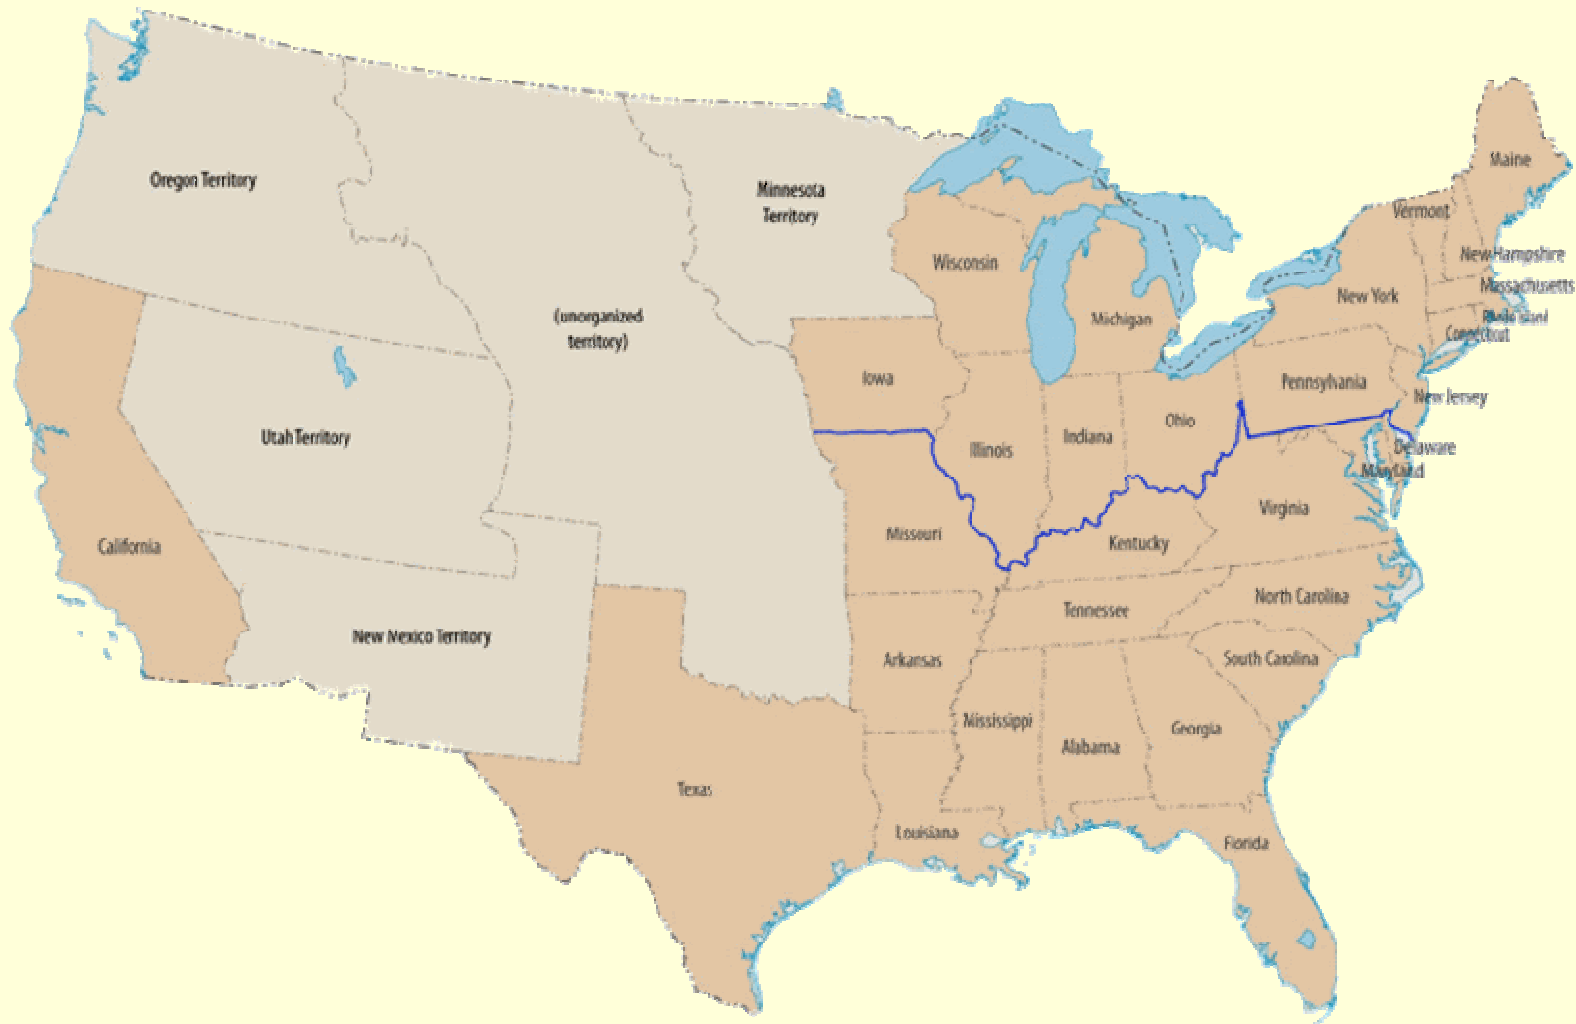 Maine
Oregon Territory
Minnesota
Territory
Vermont
New Hampshire
Wisconsin
Massachusetts
New York
(unorganized
territory)
Michigan
Rhode Island
Connecticut
Iowa
Pennsylvania
New Jersey
Utah Territory
Illinois
Indiana
Ohio
Delaware
Maryland
Virginia
California
Missouri
Kentucky
North Carolina
Tennessee
New Mexico Territory
Arkansas
South Carolina
Mississippi
Georgia
Alabama
Texas
Louisiana
Florida